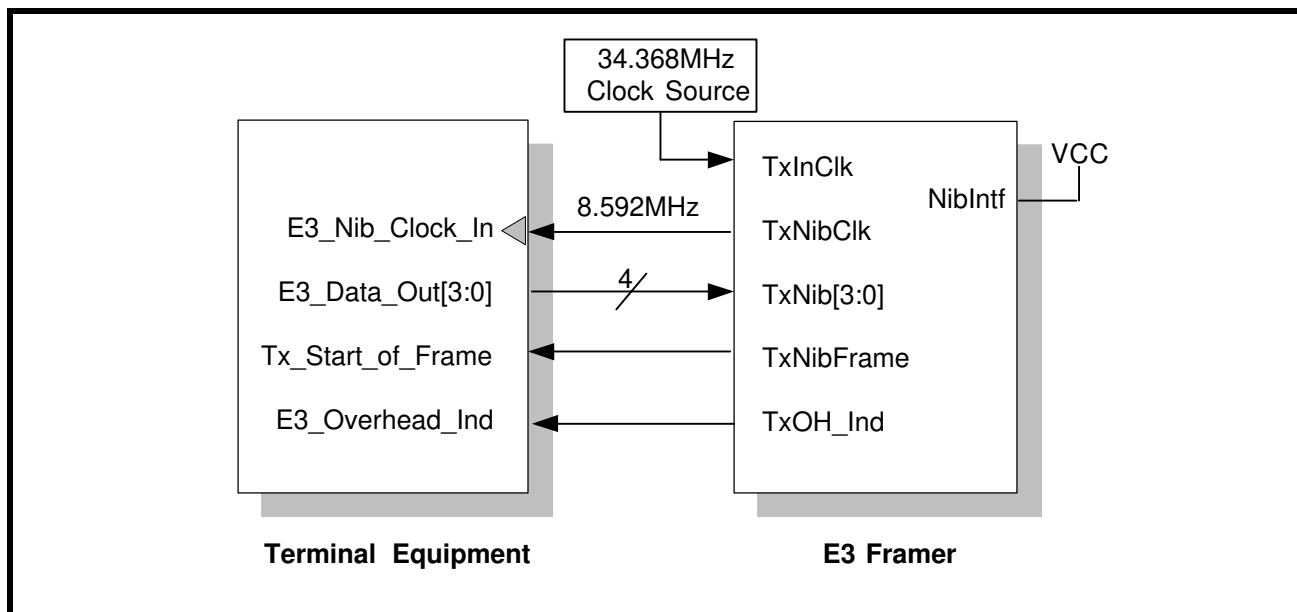 34.368MHz
Clock Source
VCC
TxInClk
NibIntf
8.592MHz
E3_Nib_Clock_In
TxNibClk
4
E3_Data_Out[3:0]
TxNib[3:0]
Tx_Start_of_Frame
TxNibFrame
E3_Overhead_Ind
TxOH_Ind
Terminal Equipment
E3 Framer